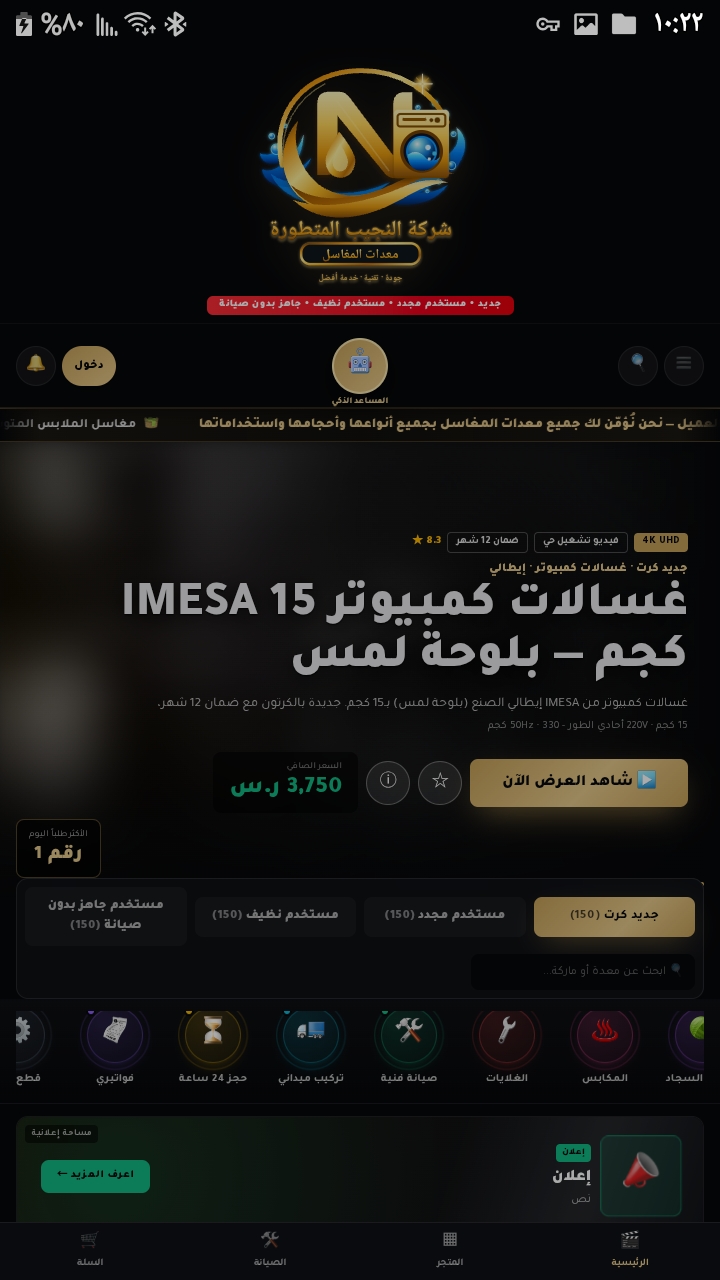 ١٠:٢٢
%٨٠
N
شركة النجيب المتطورة
معدات المغاسل
جودة • تقنية • خدمة أفضل
جديد • مستخدم مجدد • مستخدم نظيف • جاهز بدون صيانة
دخول
المساعد الذكي
نحن نُؤمّن لك جميع معدات المغاسل بجميع أنواعها وأحجامها واستخداماتها
مغاسل الملابس
4K UHD
فيديو تشغيل حي
ضمان 12 شهر
8.3 ★
جديد كرت · غسالات كمبيوتر · إيطالي
غسالات كمبيوتر IMESA 15
كجم – بلوحة لمس
غسالات كمبيوتر من IMESA إيطالي الصنع (بلوحة لمس) بـ15 كجم. جديدة بالكرتون مع ضمان 12 شهر.
15 كجم · 220V أحادي الطور - 50Hz · 330 كجم
شاهد العرض الآن
السعر الصافي
3,750 ر.س
الأكثر طلباً اليوم
رقم 1
جديد كرت (150)
مستخدم مجدد (150)
مستخدم نظيف (150)
مستخدم جاهز بدون
صيانة (150)
ابحث عن معدة أو ماركة...
السجاد
المكابس
الغلايات
صيانة فنية
تركيب ميداني
حجز 24 ساعة
فواتيري
قطع
مساحة إعلانية
إعلان
إعلان
نص
اعرف المزيد ←
الرئيسية
المتجر
الصيانة
السلة